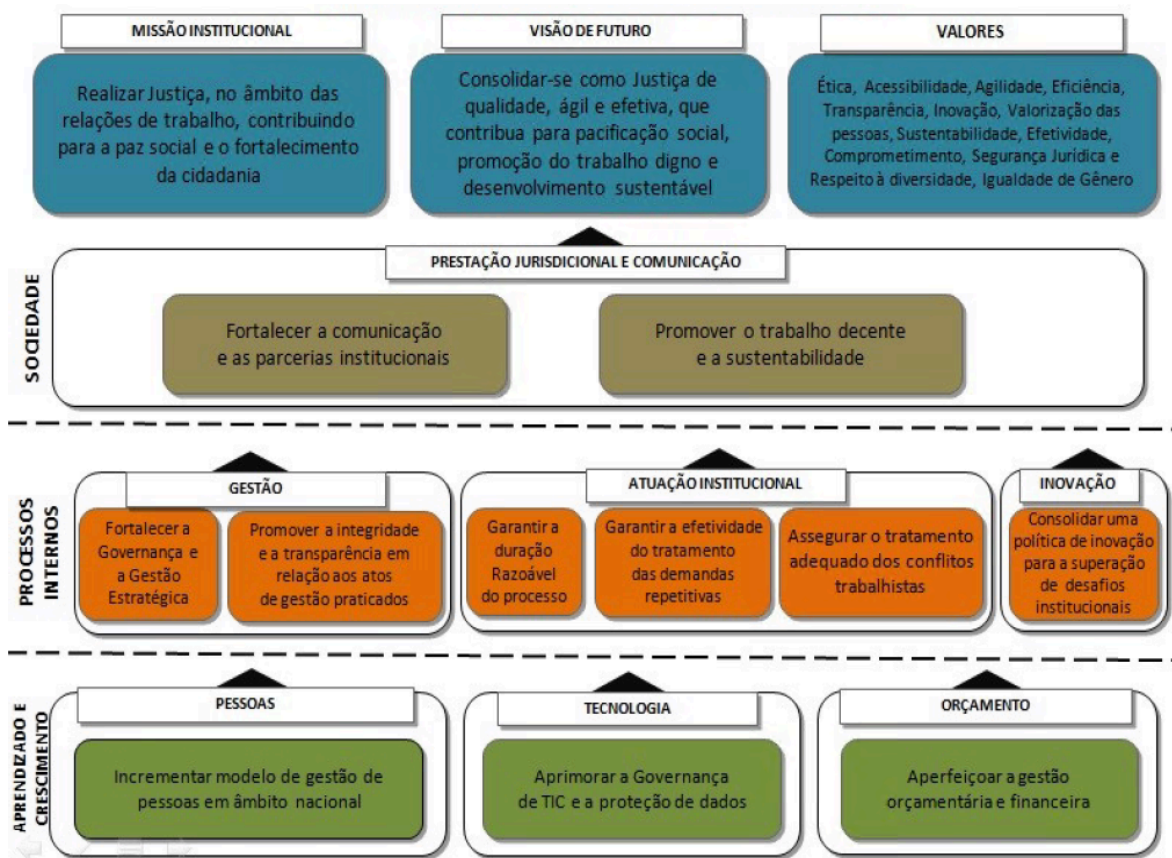 MISSÃO INSTITUCIONAL
Realizar Justiça, no âmbito das
relações de trabalho, contribuindo
para a paz social e o fortalecimento
da cidadania
VISÃO DE FUTURO
Consolidar-se como Justiça de
qualidade, ágil e efetiva, que
contribua para pacificação social,
promoção do trabalho digno e
desenvolvimento sustentável
VALORES
Ética, Acessibilidade, Agilidade, Eficiência,
Transparência, Inovação, Valorização das
pessoas, Sustentabilidade, Efetividade,
Comprometimento, Segurança Jurídica e
Respeito à diversidade, Igualdade de Gênero
SOCIEDADE
PRESTAÇÃO JURISDICIONAL E COMUNICAÇÃO
Fortalecer a comunicação
e as parcerias institucionais
Promover o trabalho decente
e a sustentabilidade
PROCESSOS
INTERNOS
GESTÃO
Fortalecer a
Governança e
a Gestão
Estratégica
Promover a integridade
e a transparência em
relação aos atos
de gestão praticados
ATUAÇÃO INSTITUCIONAL
Garantir a
duração
Razoável
do processo
Garantir a efetividade
do tratamento
das demandas
repetitivas
Assegurar o tratamento
adequado dos conflitos
trabalhistas
INOVAÇÃO
Consolidar uma
política de inovação
para a superação
de desafios
institucionais
APRENDIZADO E
CRESCIMENTO
PESSOAS
Incrementar modelo de gestão de
pessoas em âmbito nacional
TECNOLOGIA
Aprimorar a Governança
de TIC e a proteção de dados
ORÇAMENTO
Aperfeiçoar a gestão
orçamentária e financeira